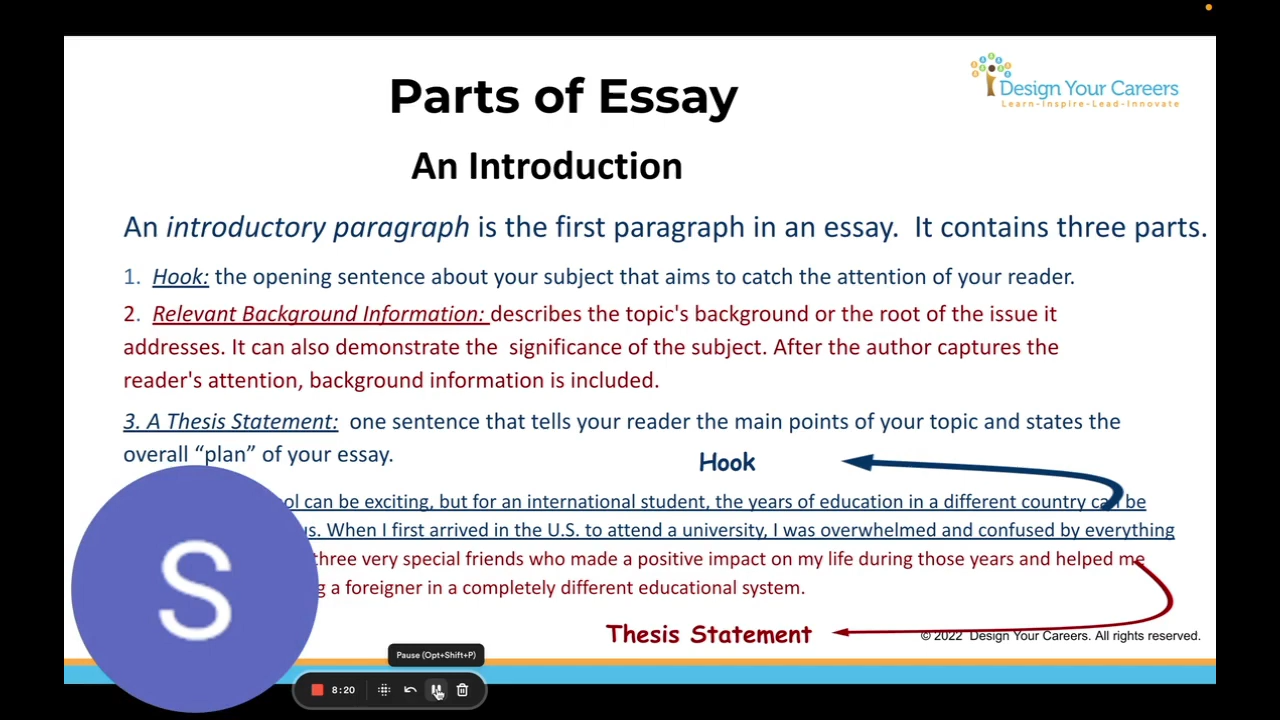 Design Your Careers
Learn-Inspire-Lead-Innovate
Parts of Essay
An Introduction
An introductory paragraph is the first paragraph in an essay. It contains three parts.
1. Hook: the opening sentence about your subject that aims to catch the attention of your reader.
2. Relevant Background Information: describes the topic's background or the root of the issue it
addresses. It can also demonstrate the significance of the subject. After the author captures the
reader's attention, background information is included.
3. A Thesis Statement: one sentence that tells your reader the main points of your topic and states the
overall “plan” of your essay.
Hook
can be exciting, but for an international student, the years of education in a different country can be
When I first arrived in the U.S. to attend a university, I was overwhelmed and confused by everything
three very special friends who made a positive impact on my life during those years and helped me
a foreigner in a completely different educational system.
Thesis Statement
© 2022 Design Your Careers. All rights reserved.
S
Pause (Opt+Shift+P)
8:20